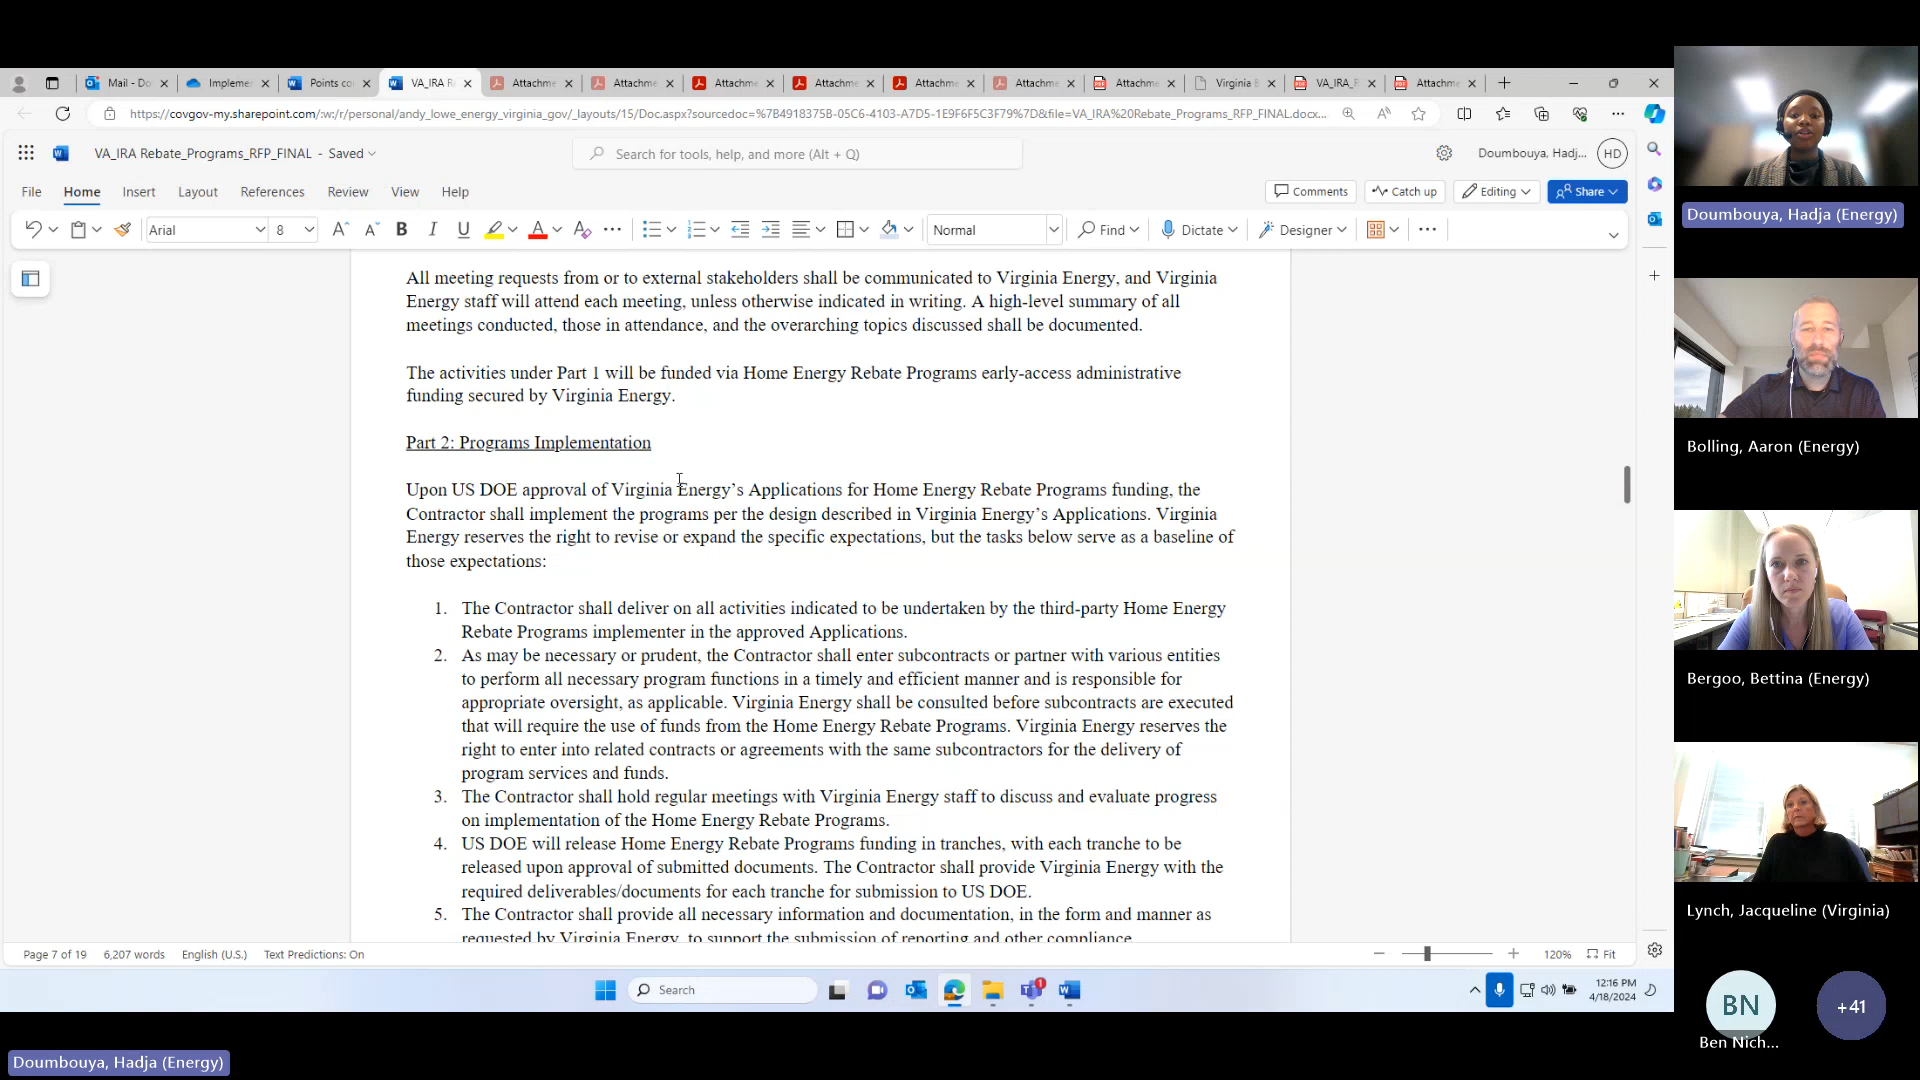 Mail - Do
Impleme
Points co
VA_IRA R
Attachme
Attachme
Attachme
Attachme
Attachme
Attachme
Attachme
Virginia E
VA_IRA_F
Attachme
https://covgov-my.sharepoint.com/:w:/r/personal/andy_lowe_energy_virginia_gov/_layouts/15/Doc.aspx?sourcedoc=%7B4918375B-05C6-4103-A7D5-1E9F6F5C3F79%7D&file=VA_IRA%20Rebate_Programs_RFP_FINAL.docx...
VA_IRA Rebate_Programs_RFP_FINAL - Saved
Search for tools, help, and more (Alt + Q)
Doumbouya, Hadj...
HD
File Home Insert Layout References Review View Help
Comments Catch up Editing Share
Arial 8 B I U A Normal Find Dictate Designer
All meeting requests from or to external stakeholders shall be communicated to Virginia Energy, and Virginia
Energy staff will attend each meeting, unless otherwise indicated in writing. A high-level summary of all
meetings conducted, those in attendance, and the overarching topics discussed shall be documented.
The activities under Part 1 will be funded via Home Energy Rebate Programs early-access administrative
funding secured by Virginia Energy.
Part 2: Programs Implementation
Upon US DOE approval of Virginia Energy’s Applications for Home Energy Rebate Programs funding, the
Contractor shall implement the programs per the design described in Virginia Energy’s Applications. Virginia
Energy reserves the right to revise or expand the specific expectations, but the tasks below serve as a baseline of
those expectations:
1. The Contractor shall deliver on all activities indicated to be undertaken by the third-party Home Energy
Rebate Programs implementer in the approved Applications.
2. As may be necessary or prudent, the Contractor shall enter subcontracts or partner with various entities
to perform all necessary program functions in a timely and efficient manner and is responsible for
appropriate oversight, as applicable. Virginia Energy shall be consulted before subcontracts are executed
that will require the use of funds from the Home Energy Rebate Programs. Virginia Energy reserves the
right to enter into related contracts or agreements with the same subcontractors for the delivery of
program services and funds.
3. The Contractor shall hold regular meetings with Virginia Energy staff to discuss and evaluate progress
on implementation of the Home Energy Rebate Programs.
4. US DOE will release Home Energy Rebate Programs funding in tranches, with each tranche to be
released upon approval of submitted documents. The Contractor shall provide Virginia Energy with the
required deliverables/documents for each tranche for submission to US DOE.
5. The Contractor shall provide all necessary information and documentation, in the form and manner as
requested by Virginia Energy, to support the submission of reporting and other compliance
Page 7 of 19 6,207 words English (U.S.) Text Predictions: On
120% Fit
Search
1
12:16 PM
4/18/2024
Doumbouya, Hadja (Energy)
Bolling, Aaron (Energy)
Bergoo, Bettina (Energy)
Lynch, Jacqueline (Virginia)
BN
+41
Ben Nich...
Doumbouya, Hadja (Energy)